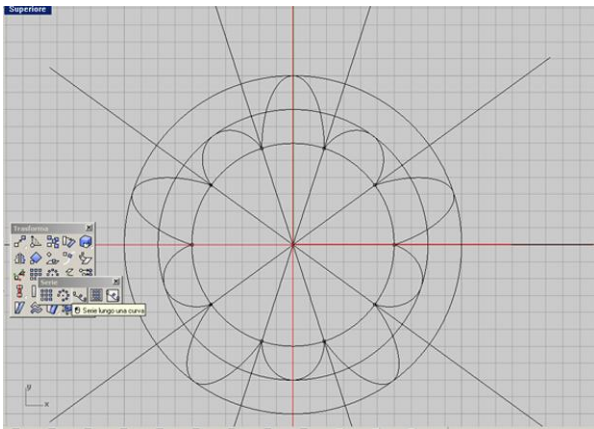 Superiore
Trasforma
Serie
Serie lungo una curva
y
x